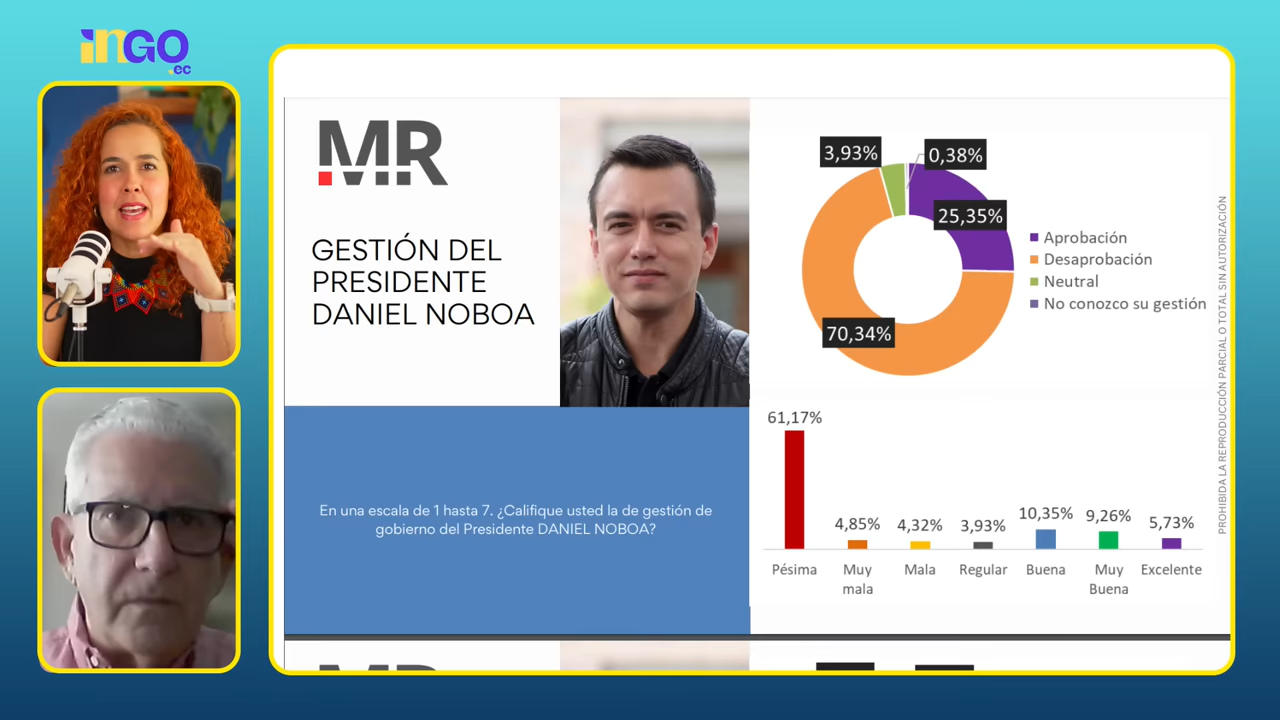 inGO
.ec
MR
GESTIÓN DEL
PRESIDENTE
DANIEL NOBOA
3,93%
0,38%
25,35%
70,34%
Aprobación
Desaprobación
Neutral
No conozco su gestión
PROHIBIDA LA REPRODUCCIÓN PARCIAL O TOTAL SIN AUTORIZACIÓN
En una escala de 1 hasta 7. ¿Califique usted la de gestión de
gobierno del Presidente DANIEL NOBOA?
61,17%
4,85%
4,32%
3,93%
10,35%
9,26%
5,73%
Pésima
Muy
mala
Mala
Regular
Buena
Muy
Buena
Excelente